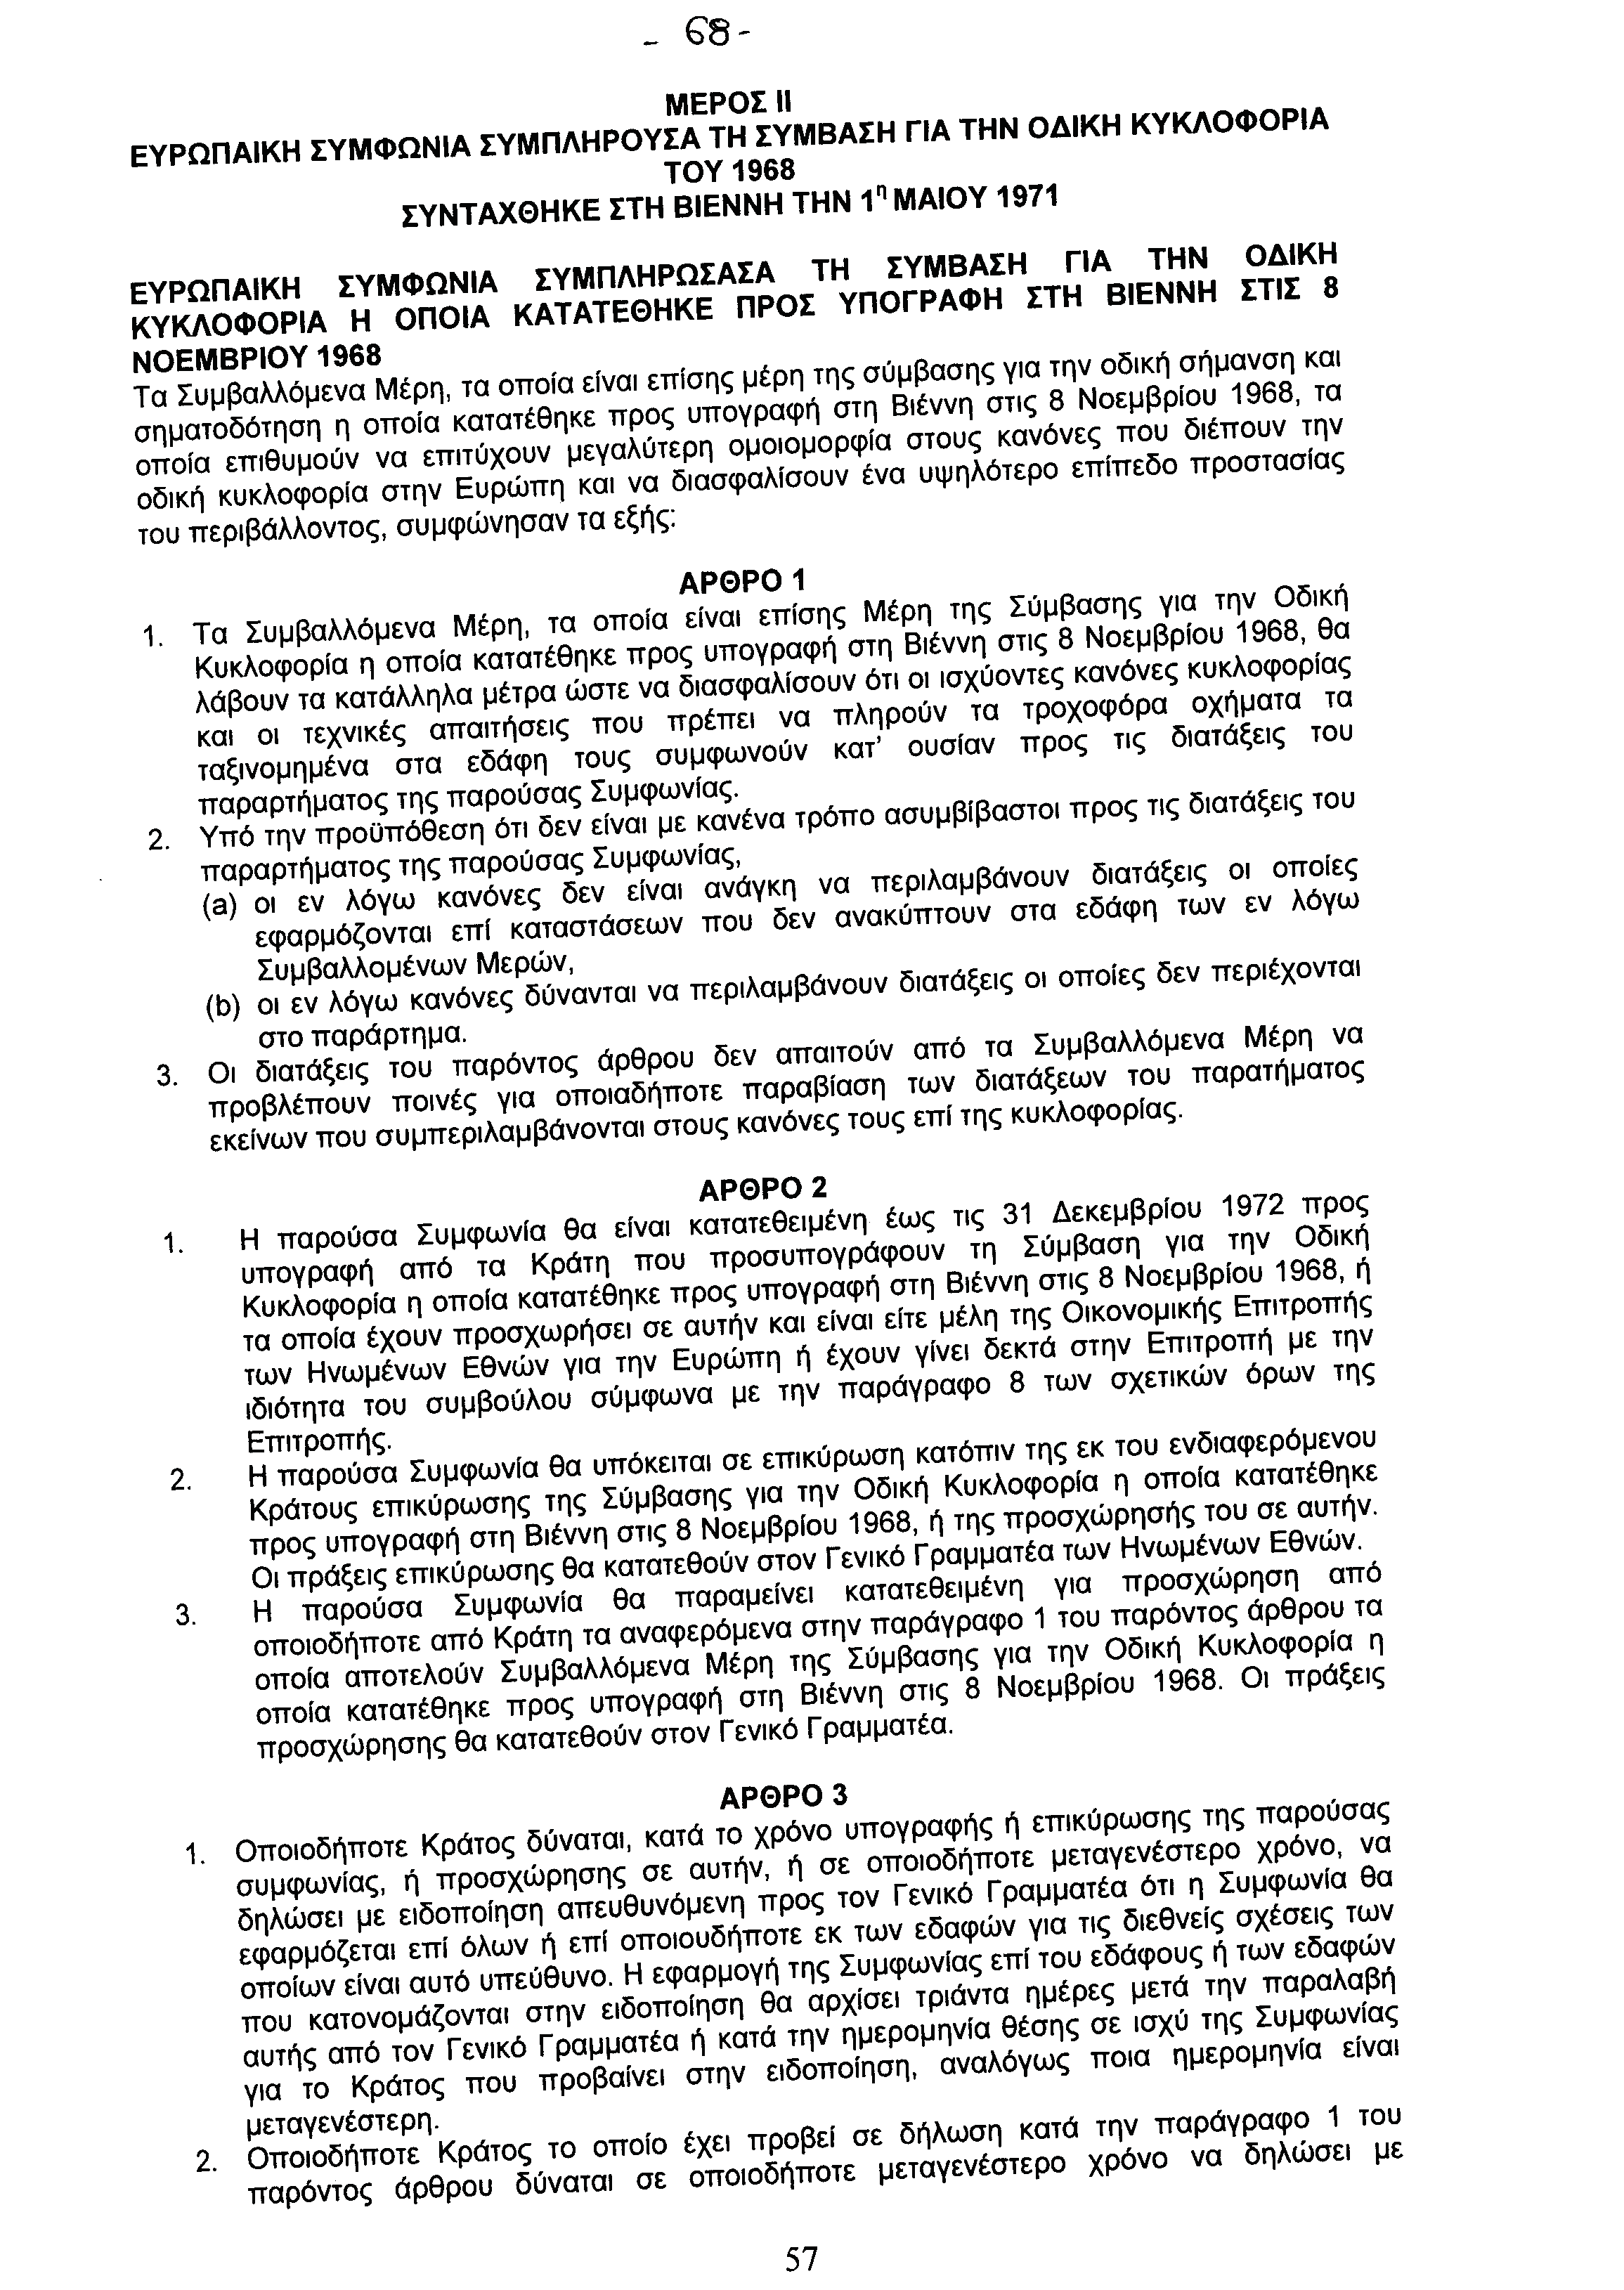 - 68 -
ΜΕΡΟΣ II
ΕΥΡΩΠΑΙΚΗ ΣΥΜΦΩΝΙΑ ΣΥΜΠΛΗΡΟΥΣΑ ΤΗ ΣΥΜΒΑΣΗ ΓΙΑ ΤΗΝ ΟΔΙΚΗ ΚΥΚΛΟΦΟΡΙΑ
ΤΟΥ 1968
ΣΥΝΤΑΧΘΗΚΕ ΣΤΗ ΒΙΕΝΝΗ ΤΗΝ 1η ΜΑΙΟΥ 1971
ΕΥΡΩΠΑΙΚΗ ΣΥΜΦΩΝΙΑ ΣΥΜΠΛΗΡΩΣΑΣΑ ΤΗ ΣΥΜΒΑΣΗ ΓΙΑ ΤΗΝ ΟΔΙΚΗ
ΚΥΚΛΟΦΟΡΙΑ Η ΟΠΟΙΑ ΚΑΤΑΤΕΘΗΚΕ ΠΡΟΣ ΥΠΟΓΡΑΦΗ ΣΤΗ ΒΙΕΝΝΗ ΣΤΙΣ 8
ΝΟΕΜΒΡΙΟΥ 1968
Τα Συμβαλλόμενα Μέρη, τα οποία είναι επίσης μέρη της σύμβασης για την οδική σήμανση και
σηματοδότηση η οποία κατατέθηκε προς υπογραφή στη Βιέννη στις 8 Νοεμβρίου 1968, τα
οποία επιθυμούν να επιτύχουν μεγαλύτερη ομοιομορφία στους κανόνες που διέπουν την
οδική κυκλοφορία στην Ευρώπη και να διασφαλίσουν ένα υψηλότερο επίπεδο προστασίας
του περιβάλλοντος, συμφώνησαν τα εξής:
ΑΡΘΡΟ 1
1. Τα Συμβαλλόμενα Μέρη, τα οποία είναι επίσης Μέρη της Σύμβασης για την Οδική
Κυκλοφορία η οποία κατατέθηκε προς υπογραφή στη Βιέννη στις 8 Νοεμβρίου 1968, θα
λάβουν τα κατάλληλα μέτρα ώστε να διασφαλίσουν ότι οι ισχύοντες κανόνες κυκλοφορίας
και οι τεχνικές απαιτήσεις που πρέπει να πληρούν τα τροχοφόρα οχήματα τα
ταξινομημένα στα εδάφη τους συμφωνούν κατ' ουσίαν προς τις διατάξεις του
παραρτήματος της παρούσας Συμφωνίας.
2. Υπό την προϋπόθεση ότι δεν είναι με κανένα τρόπο ασυμβίβαστοι προς τις διατάξεις του
παραρτήματος της παρούσας Συμφωνίας,
(a) οι εν λόγω κανόνες δεν είναι ανάγκη να περιλαμβάνουν διατάξεις οι οποίες
εφαρμόζονται επί καταστάσεων που δεν ανακύπτουν στα εδάφη των εν λόγω
Συμβαλλομένων Μερών,
(b) οι εν λόγω κανόνες δύνανται να περιλαμβάνουν διατάξεις οι οποίες δεν περιέχονται
στο παράρτημα.
3. Οι διατάξεις του παρόντος άρθρου δεν απαιτούν από τα Συμβαλλόμενα Μέρη να
προβλέπουν ποινές για οποιαδήποτε παραβίαση των διατάξεων του παρατήματος
εκείνων που συμπεριλαμβάνονται στους κανόνες τους επί της κυκλοφορίας.
ΑΡΘΡΟ 2
1. Η παρούσα Συμφωνία θα είναι κατατεθειμένη έως τις 31 Δεκεμβρίου 1972 προς
υπογραφή από τα Κράτη που προσυπογράφουν τη Σύμβαση για την Οδική
Κυκλοφορία η οποία κατατέθηκε προς υπογραφή στη Βιέννη στις 8 Νοεμβρίου 1968, ή
τα οποία έχουν προσχωρήσει σε αυτήν και είναι είτε μέλη της Οικονομικής Επιτροπής
των Ηνωμένων Εθνών για την Ευρώπη ή έχουν γίνει δεκτά στην Επιτροπή με την
ιδιότητα του συμβούλου σύμφωνα με την παράγραφο 8 των σχετικών όρων της
Επιτροπής.
2. Η παρούσα Συμφωνία θα υπόκειται σε επικύρωση κατόπιν της εκ του ενδιαφερόμενου
Κράτους επικύρωσης της Σύμβασης για την Οδική Κυκλοφορία η οποία κατατέθηκε
προς υπογραφή στη Βιέννη στις 8 Νοεμβρίου 1968, ή της προσχώρησής του σε αυτήν.
Οι πράξεις επικύρωσης θα κατατεθούν στον Γενικό Γραμματέα των Ηνωμένων Εθνών.
3. Η παρούσα Συμφωνία θα παραμείνει κατατεθειμένη για προσχώρηση από
οποιοδήποτε από Κράτη τα αναφερόμενα στην παράγραφο 1 του παρόντος άρθρου τα
οποία αποτελούν Συμβαλλόμενα Μέρη της Σύμβασης για την Οδική Κυκλοφορία η
οποία κατατέθηκε προς υπογραφή στη Βιέννη στις 8 Νοεμβρίου 1968. Οι πράξεις
προσχώρησης θα κατατεθούν στον Γενικό Γραμματέα.
ΑΡΘΡΟ 3
1. Οποιοδήποτε Κράτος δύναται, κατά το χρόνο υπογραφής ή επικύρωσης της παρούσας
συμφωνίας, ή προσχώρησης σε αυτήν, ή σε οποιοδήποτε μεταγενέστερο χρόνο, να
δηλώσει με ειδοποίηση απευθυνόμενη προς τον Γενικό Γραμματέα ότι η Συμφωνία θα
εφαρμόζεται επί όλων ή επί οποιουδήποτε εκ των εδαφών για τις διεθνείς σχέσεις των
οποίων είναι αυτό υπεύθυνο. Η εφαρμογή της Συμφωνίας επί του εδάφους ή των εδαφών
που κατονομάζονται στην ειδοποίηση θα αρχίσει τριάντα ημέρες μετά την παραλαβή
αυτής από τον Γενικό Γραμματέα ή κατά την ημερομηνία θέσης σε ισχύ της Συμφωνίας
για το Κράτος που προβαίνει στην ειδοποίηση, αναλόγως ποια ημερομηνία είναι
μεταγενέστερη.
2. Οποιοδήποτε Κράτος το οποίο έχει προβεί σε δήλωση κατά την παράγραφο 1 του
παρόντος άρθρου δύναται σε οποιοδήποτε μεταγενέστερο χρόνο να δηλώσει με
57